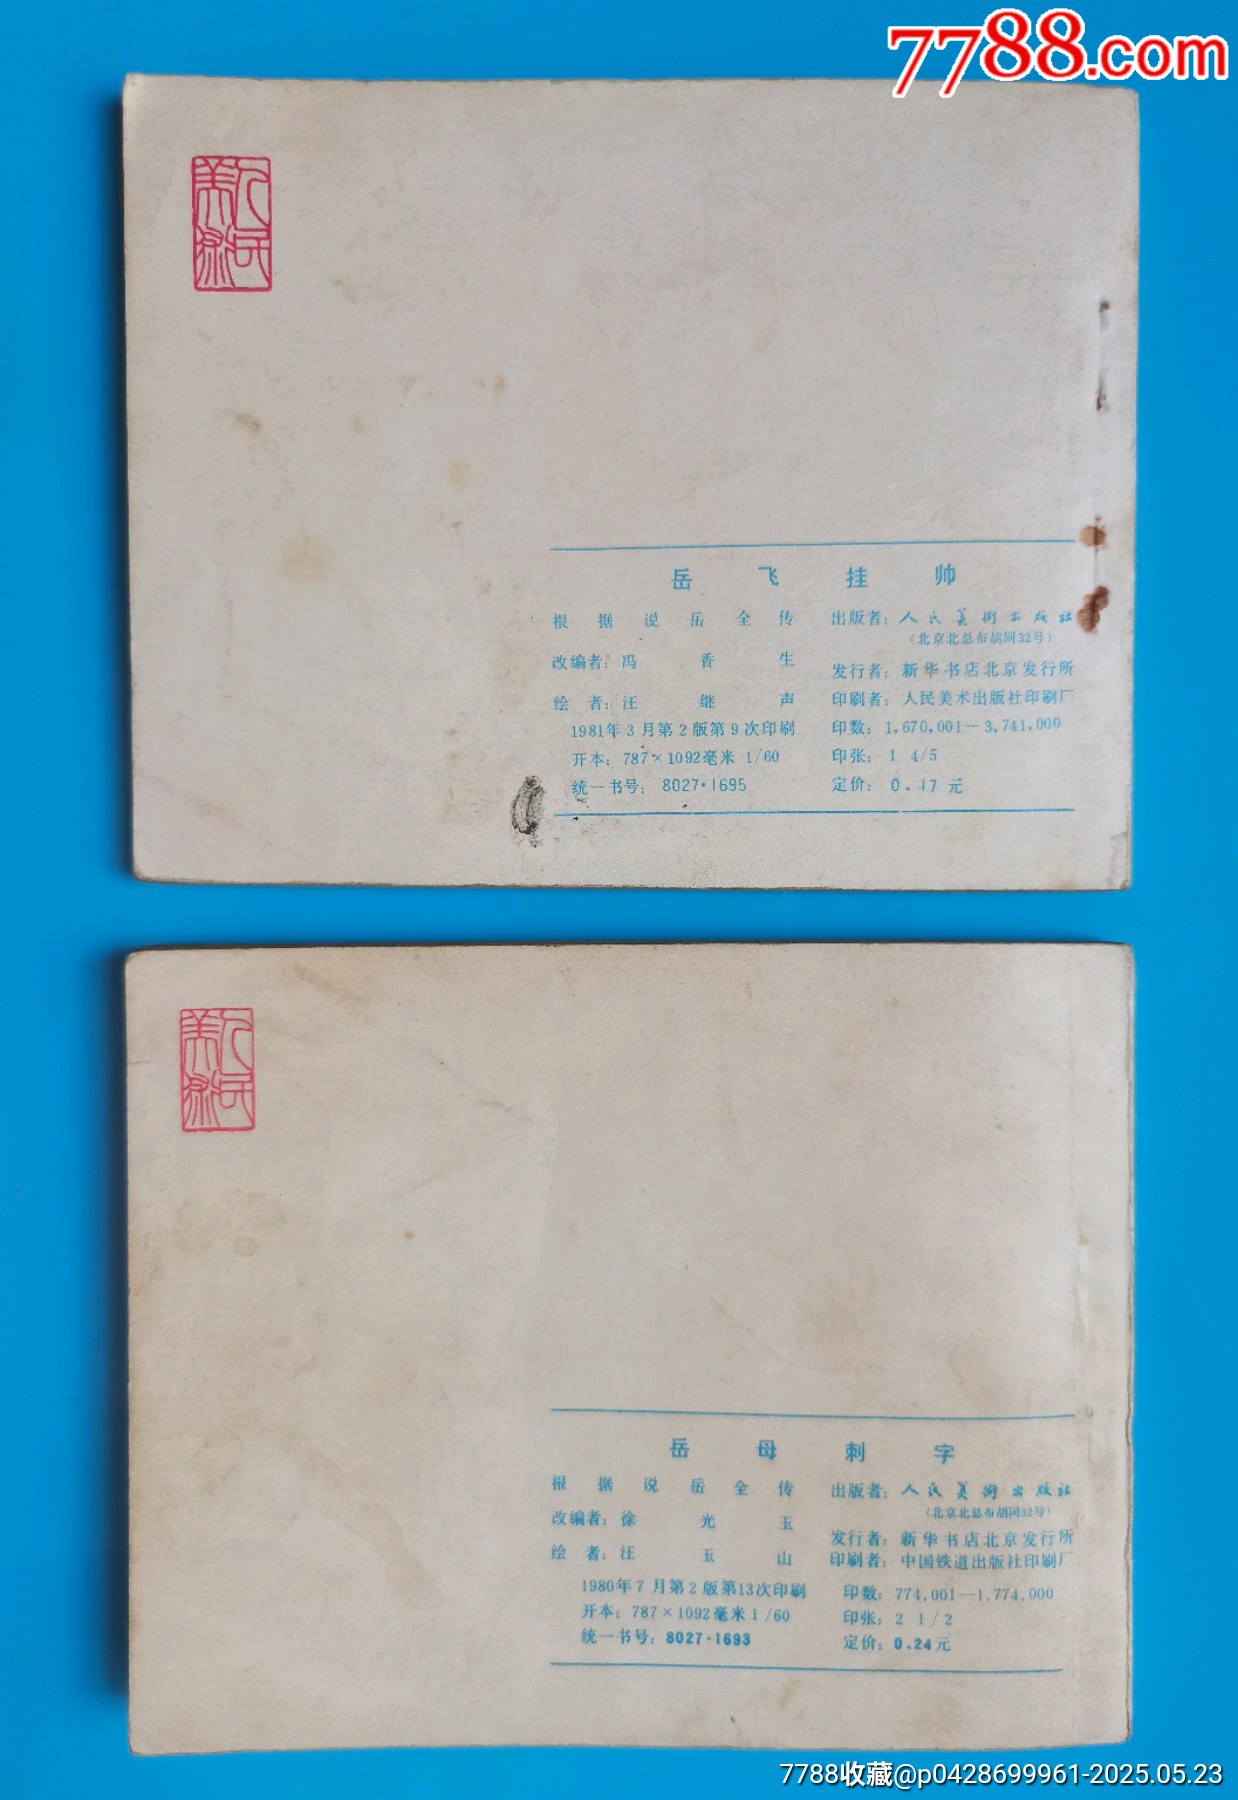 7788.com
人民美术
岳飞挂帅
根据说岳全传
改编者：冯香生
绘者：汪继声
1981年3月第2版第9次印刷
开本：787×1092毫米 1/60
统一书号：8027·1695
出版者：人民美術出版社
（北京北总布胡同32号）
发行者：新华书店北京发行所
印刷者：人民美术出版社印刷厂
印数：1,670,001—3,741,000
印张：1 4/5
定价：0.17元
人民美术
岳母刺字
根据说岳全传
改编者：徐光玉
绘者：汪玉山
1980年7月第2版第13次印刷
开本：787×1092毫米1/60
统一书号：8027·1693
出版者：人民美術出版社
（北京北总布胡同32号）
发行者：新华书店北京发行所
印刷者：中国铁道出版社印刷厂
印数：774,001—1,774,000
印张：2 1/2
定价：0.24元
7788收藏@p0428699961-2025.05.23